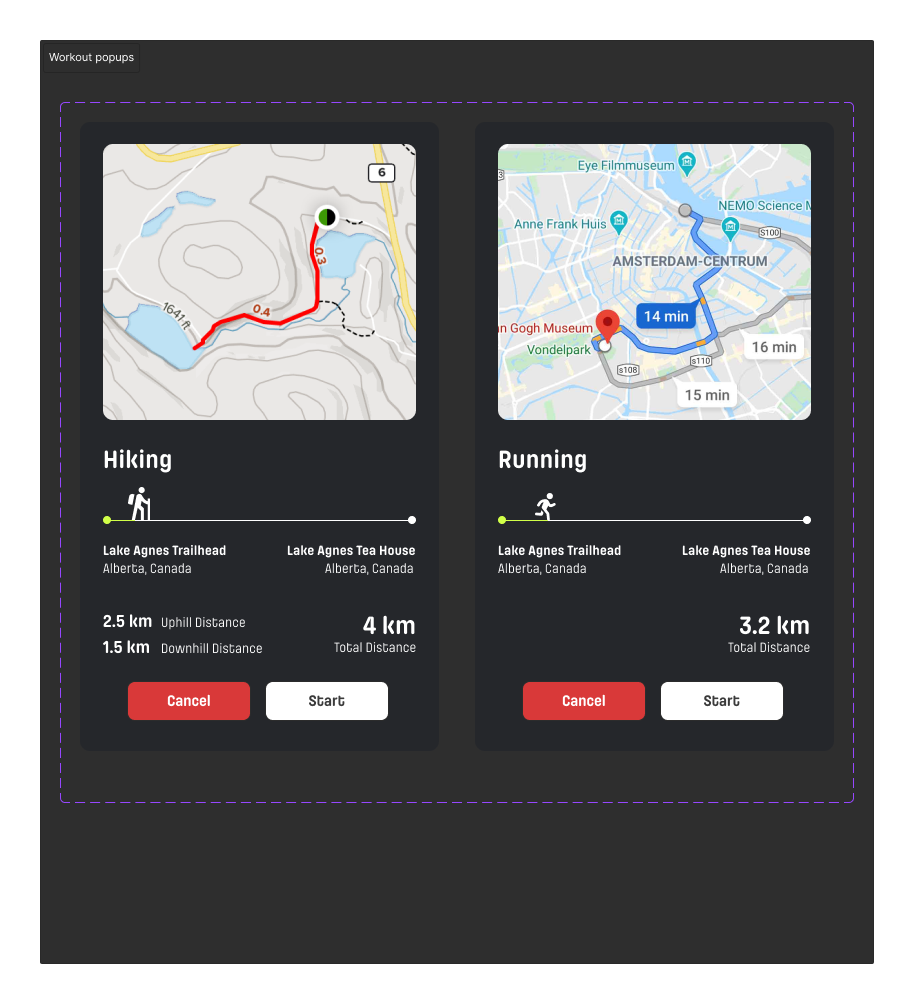 Workout popups
6
0.3
0.4
1641 ft
Hiking
Lake Agnes Trailhead
Alberta, Canada
Lake Agnes Tea House
Alberta, Canada
2.5 km Uphill Distance
1.5 km Downhill Distance
4 km
Total Distance
Cancel
Start
Eye Filmmuseum
3
NEMO Science M
Anne Frank Huis
S100
AMSTERDAM-CENTRUM
14 min
n Gogh Museum
Vondelpark
16 min
s110
s108
15 min
Running
Lake Agnes Trailhead
Alberta, Canada
Lake Agnes Tea House
Alberta, Canada
3.2 km
Total Distance
Cancel
Start